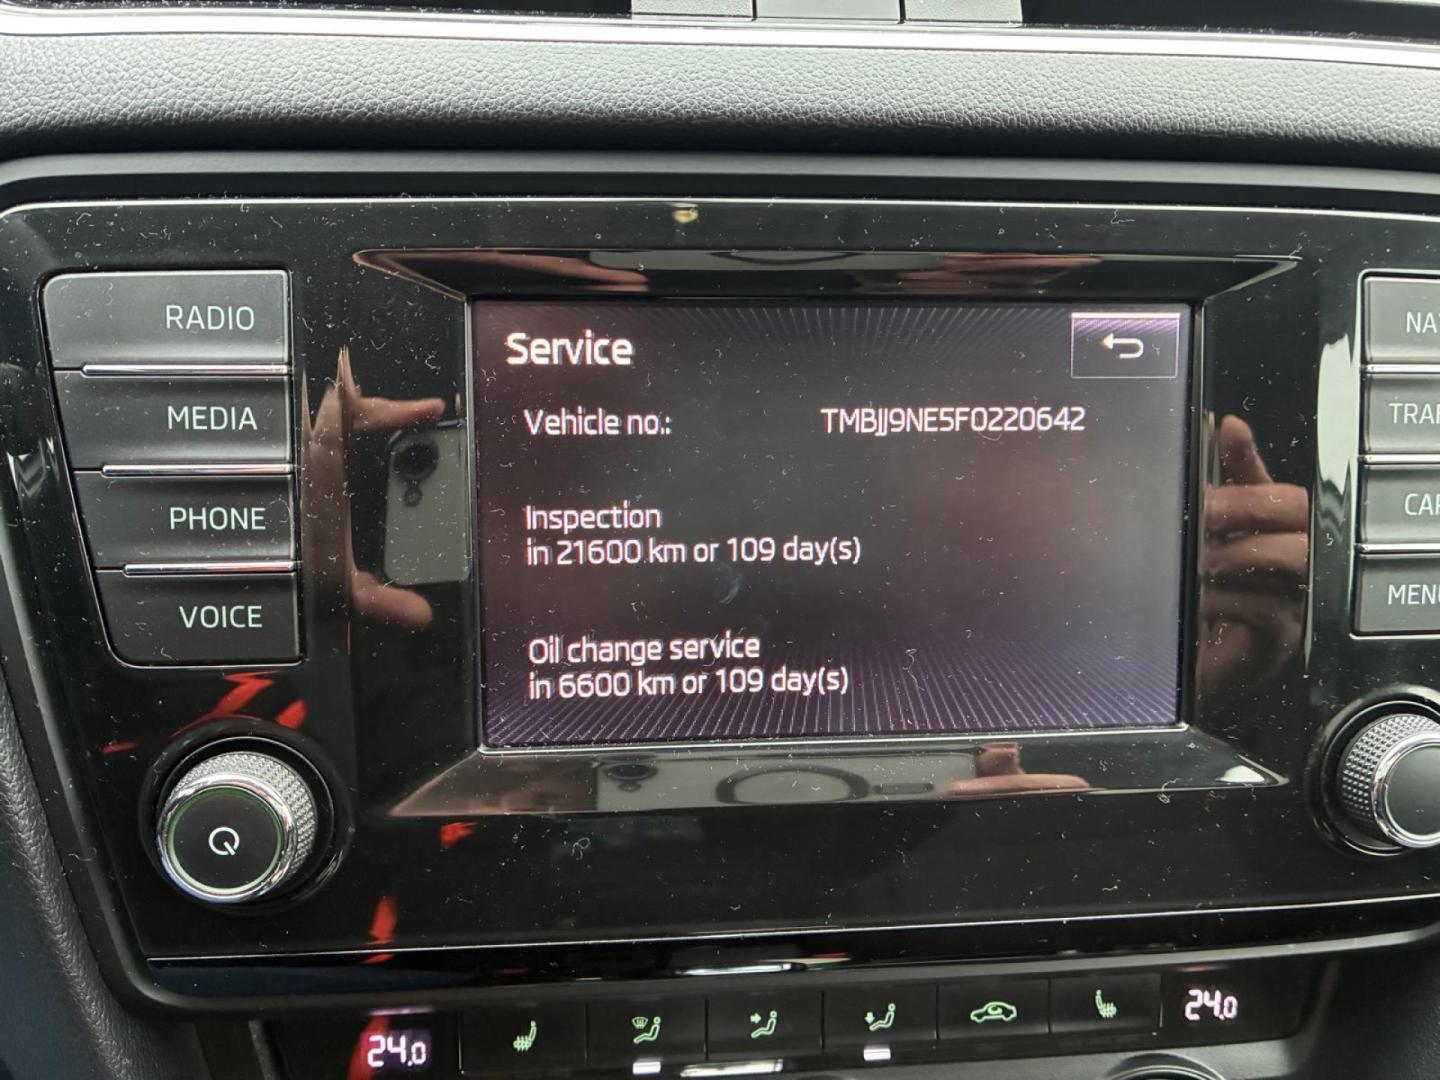 RADIO
MEDIA
PHONE
VOICE
Service
Vehicle no.: TMBJJ9NE5F0220642
Inspection
in 21600 km or 109 day(s)
Oil change service
in 6600 km or 109 day(s)
NA
TRA
CA
MEN
24.0
24.0